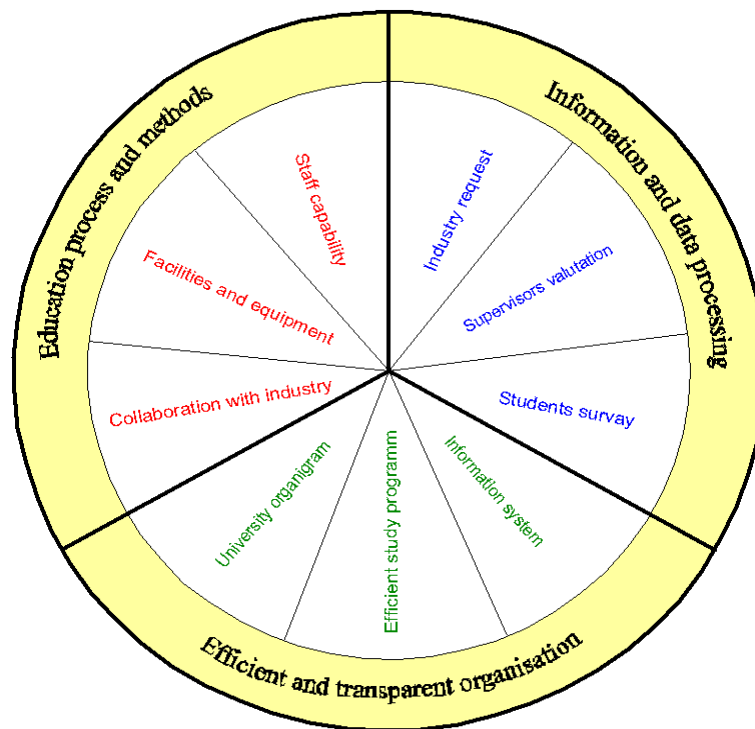 Education process and methods
Information and data processing
Efficient and transparent organisation
Staff capability
Facilities and equipment
Collaboration with industry
Industry request
Supervisors valutation
Students survay
University organigram
Efficient study programm
Information system